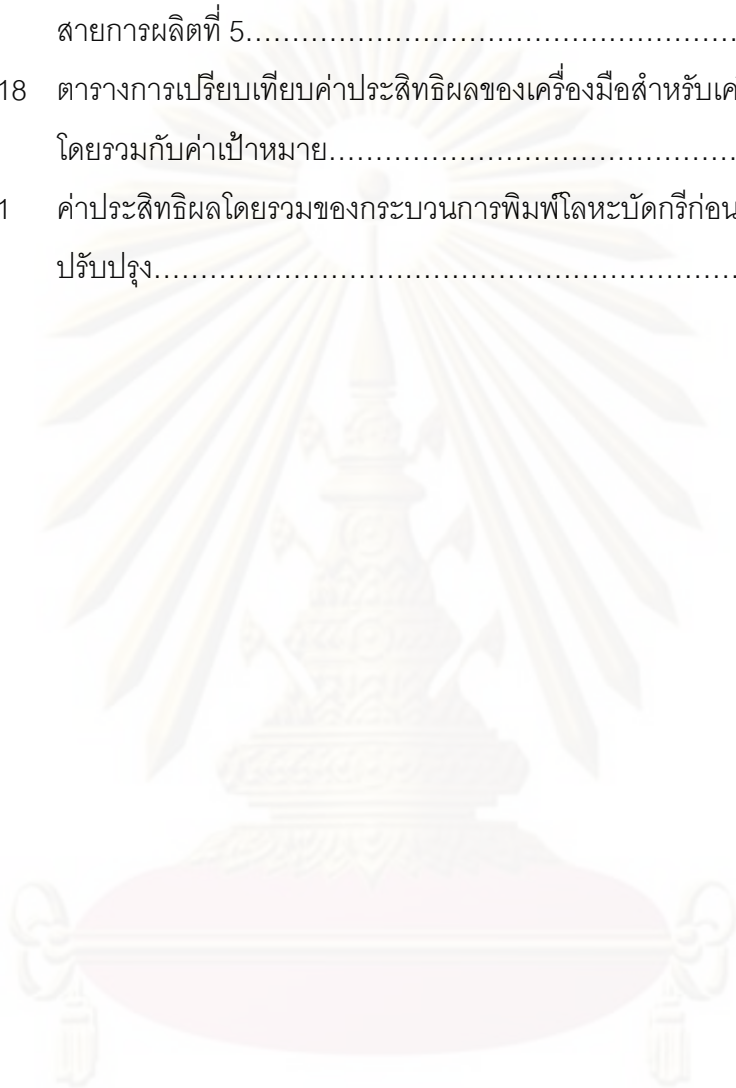 สายการผลิตที่ 5……………………………………………………
18 ตารางการเปรียบเทียบค่าประสิทธิผลของเครื่องมือสำหรับ
โดยรวมกับค่าเป้าหมาย……………………………………………
1 ค่าประสิทธิผลโดยรวมของกระบวนการพิมพ์โลหะบัดกรีก่อน
ปรับปรุง………………………………………………………………